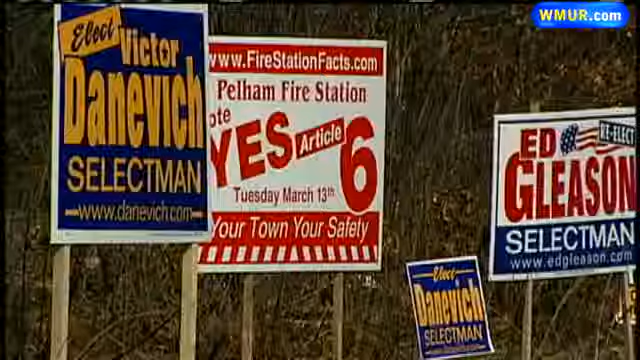 WMUR.com
Elect
Victor
Danevich
SELECTMAN
www.danevich.com
www.FireStationFacts.com
Pelham Fire Station
ote
YES Article 6
Tuesday March 13th
Your Town Your Safety
RE-ELECT
ED
GLEASON
SELECTMAN
www.edgleason.co
Elect
Danevich
SELECTMAN